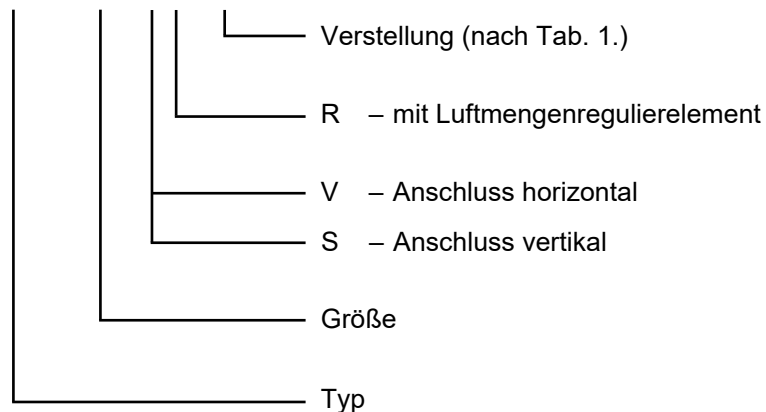 Verstellung (nach Tab. 1.)
R – mit Luftmengenregulierelement
V – Anschluss horizontal
S – Anschluss vertikal
Größe
Typ